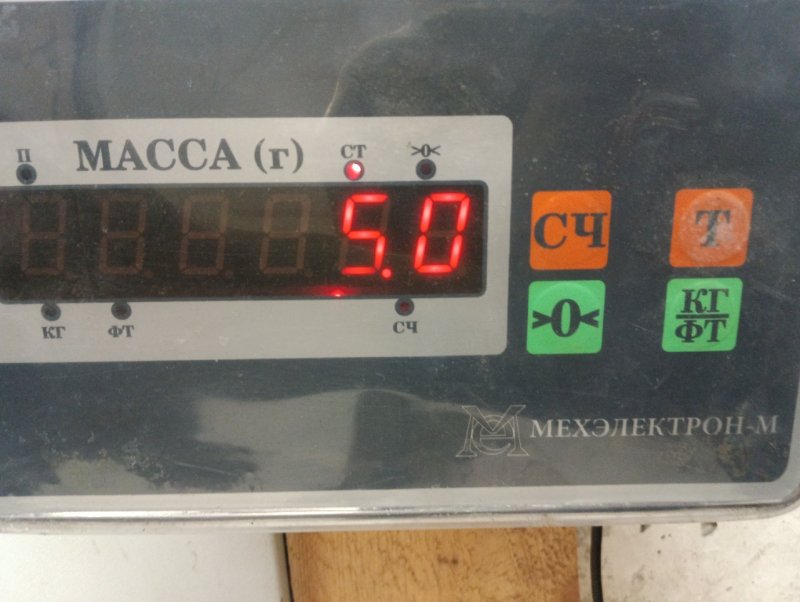 П МАССА (г) СТ >0<
5.0
КГ ФТ СЧ
СЧ Т
>0< КГ/ФТ
МЕХЭЛЕКТРОН-М